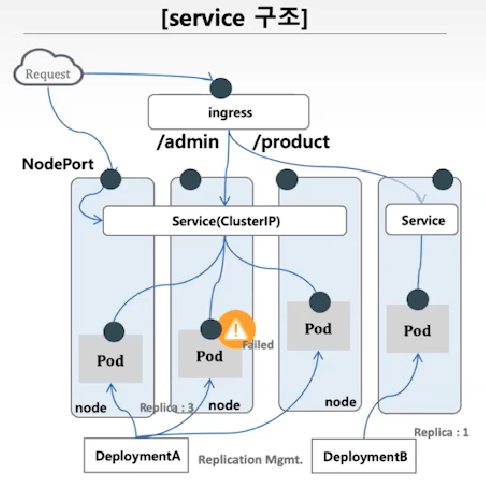 [service 구조]
Request
ingress
/admin
/product
NodePort
Service(ClusterIP)
Service
Pod
Pod
Failed
Pod
Pod
node
Replica : 3
node
node
Replica : 1
DeploymentA
Replication Mgmt.
DeploymentB